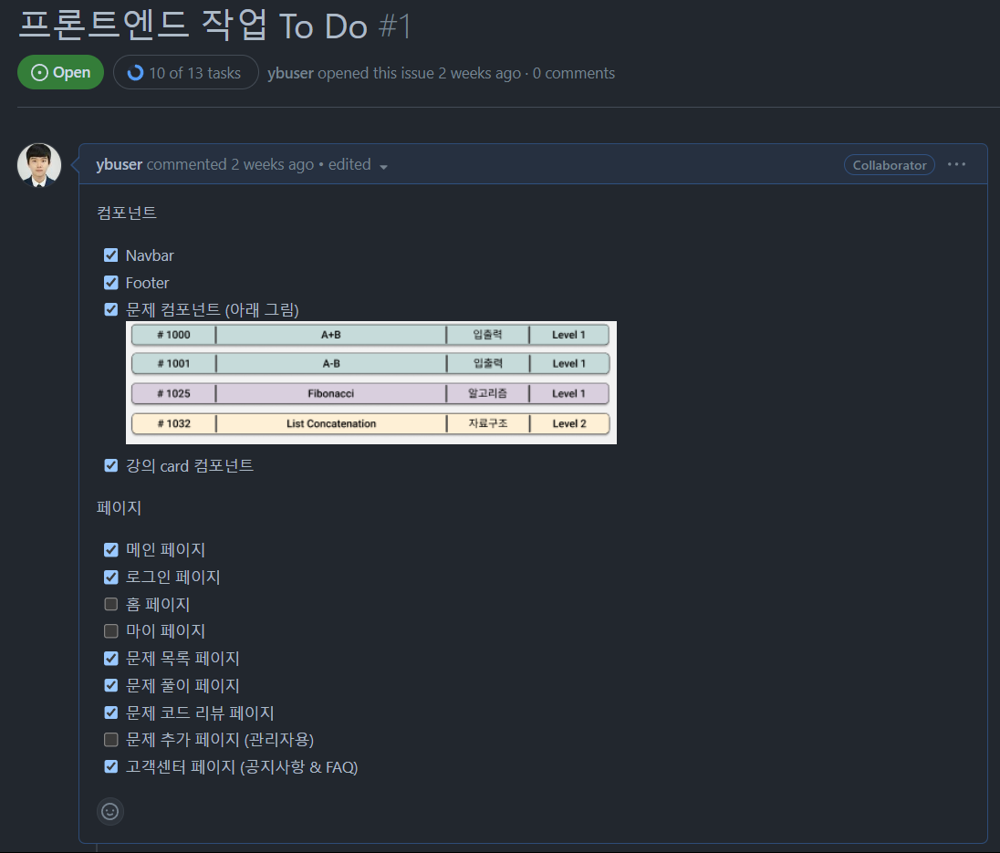 프론트엔드 작업 To Do #1
Open 10 of 13 tasks ybuser opened this issue 2 weeks ago · 0 comments
ybuser commented 2 weeks ago • edited Collaborator
컴포넌트
Navbar
Footer
문제 컴포넌트 (아래 그림)
# 1000 A+B 입출력 Level 1
# 1001 A-B 입출력 Level 1
# 1025 Fibonacci 알고리즘 Level 1
# 1032 List Concatenation 자료구조 Level 2
강의 card 컴포넌트
페이지
메인 페이지
로그인 페이지
홈 페이지
마이 페이지
문제 목록 페이지
문제 풀이 페이지
문제 코드 리뷰 페이지
문제 추가 페이지 (관리자용)
고객센터 페이지 (공지사항 & FAQ)